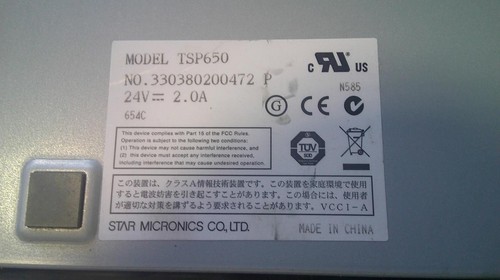 MODEL TSP650
NO.330380200472 P
24V⎓ 2.0A
654C
c RU US
N585
G CE
TÜV
This device complies with Part 15 of the FCC Rules.
Operation is subject to the following two conditions:
(1) This device may not cause harmful interference, and
(2) this device must accept any interference received,
including interference that may cause undesired operation.
この装置は、クラスA情報技術装置です。この装置を家庭環境で使用
すると電波妨害を引き起こすことがあります。この場合には、使用者
が適切な対策を講ずるよう要求されることがあります。VCCI-A
STAR MICRONICS CO., LTD.
MADE IN CHINA